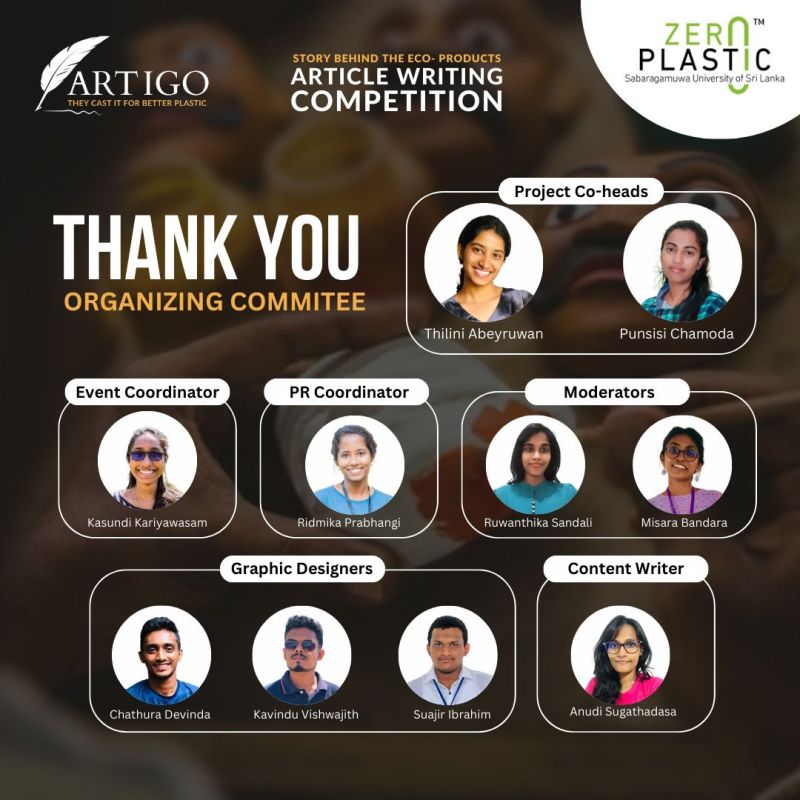 ARTIGO
THEY CAST IT FOR BETTER PLASTIC
STORY BEHIND THE ECO- PRODUCTS
ARTICLE WRITING
COMPETITION
ZERO TM
PLASTIC
Sabaragamuwa University of Sri Lanka
THANK YOU
ORGANIZING COMMITEE
Project Co-heads
Thilini Abeyruwan
Punsisi Chamoda
Event Coordinator
Kasundi Kariyawasam
PR Coordinator
Ridmika Prabhangi
Moderators
Ruwanthika Sandali
Misara Bandara
Graphic Designers
Chathura Devinda
Kavindu Vishwajith
Suajir Ibrahim
Content Writer
Anudi Sugathadasa